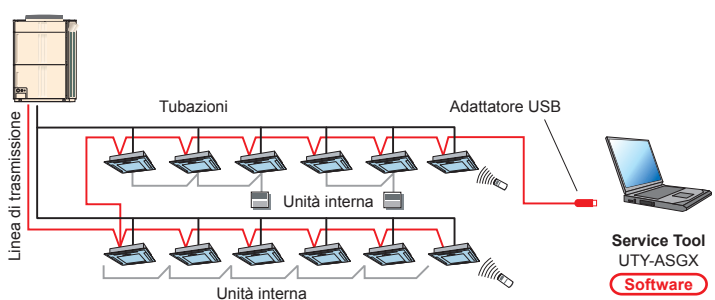 Linea di trasmissione
Tubazioni
Adattatore USB
Unità interna
Unità interna
Service Tool
UTY-ASGX
Software